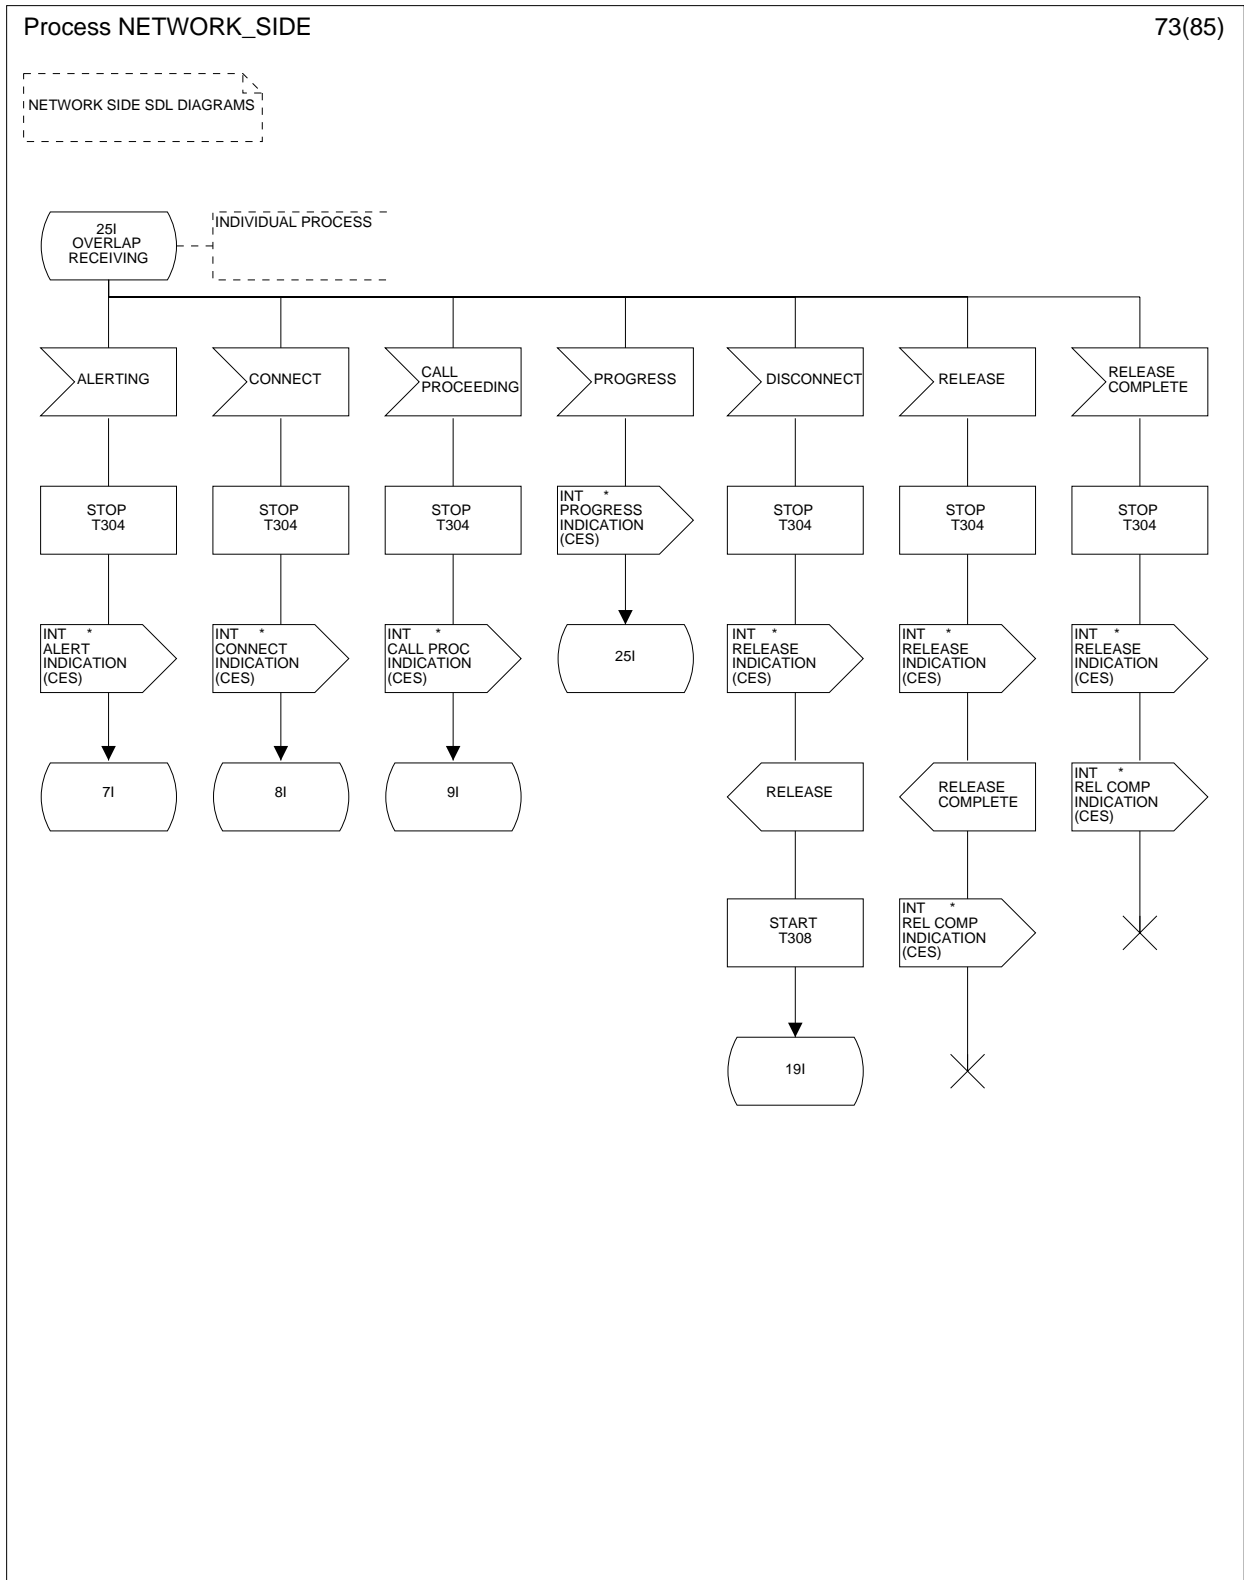 Process NETWORK_SIDE
73(85)
NETWORK SIDE SDL DIAGRAMS
25I
OVERLAP
RECEIVING
INDIVIDUAL PROCESS
ALERTING
CONNECT
CALL
PROCEEDING
PROGRESS
DISCONNECT
RELEASE
RELEASE
COMPLETE
STOP
T304
STOP
T304
STOP
T304
INT *
PROGRESS
INDICATION
(CES)
STOP
T304
STOP
T304
STOP
T304
INT *
ALERT
INDICATION
(CES)
INT *
CONNECT
INDICATION
(CES)
INT *
CALL PROC
INDICATION
(CES)
25I
INT *
RELEASE
INDICATION
(CES)
INT *
RELEASE
INDICATION
(CES)
INT *
RELEASE
INDICATION
(CES)
7I
8I
9I
RELEASE
RELEASE
COMPLETE
INT *
REL COMP
INDICATION
(CES)
START
T308
INT *
REL COMP
INDICATION
(CES)
19I